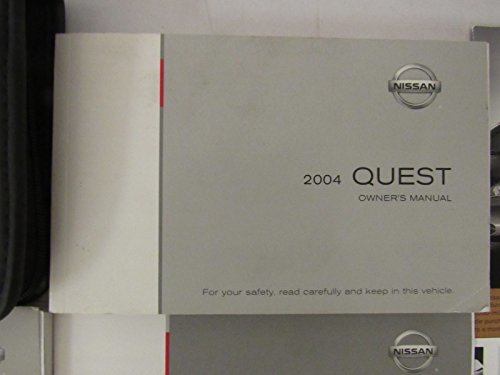 NISSAN
2004 QUEST
OWNER'S MANUAL
For your safety, read carefully and keep in this vehicle.
NISSAN